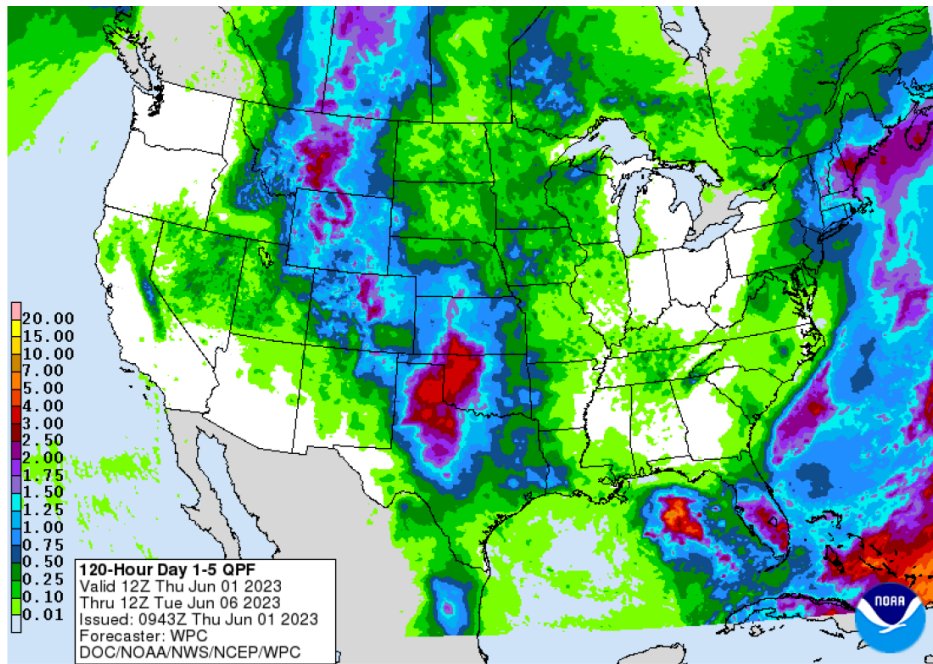 20.00
15.00
10.00
7.00
5.00
4.00
3.00
2.50
2.00
1.75
1.50
1.25
1.00
0.75
0.50
0.25
0.10
0.01
120-Hour Day 1-5 QPF
Valid 12Z Thu Jun 01 2023
Thru 12Z Tue Jun 06 2023
Issued: 0943Z Thu Jun 01 2023
Forecaster: WPC
DOC/NOAA/NWS/NCEP/WPC
NOAA